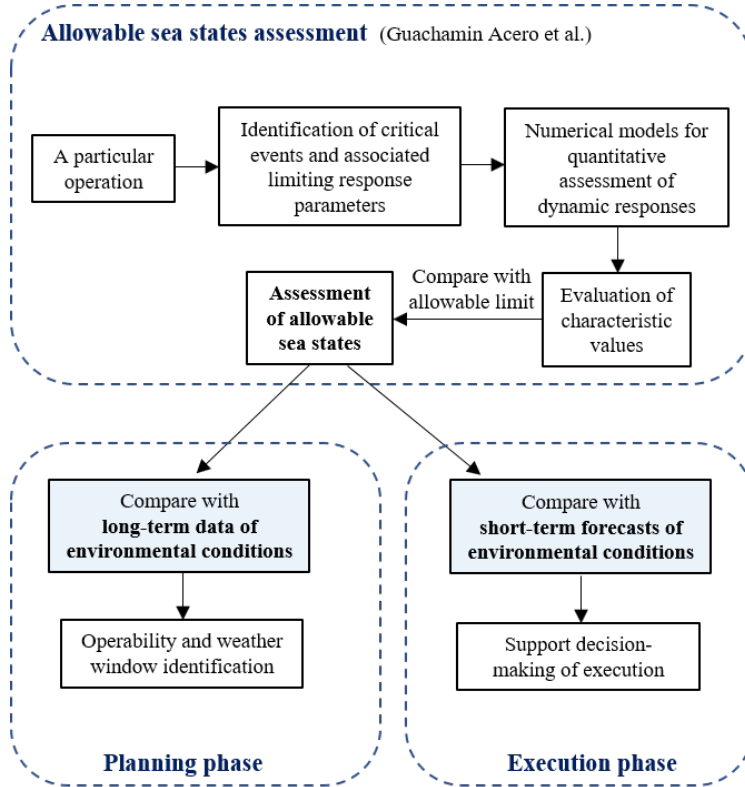 Allowable sea states assessment (Guachamin Acero et al.)
A particular
operation
Identification of critical
events and associated
limiting response
parameters
Numerical models for
quantitative
assessment of
dynamic responses
Evaluation of
characteristic
values
Compare with
allowable limit
Assessment
of allowable
sea states
Compare with
long-term data of
environmental conditions
Operability and weather
window identification
Planning phase
Compare with
short-term forecasts of
environmental conditions
Support decision-
making of execution
Execution phase